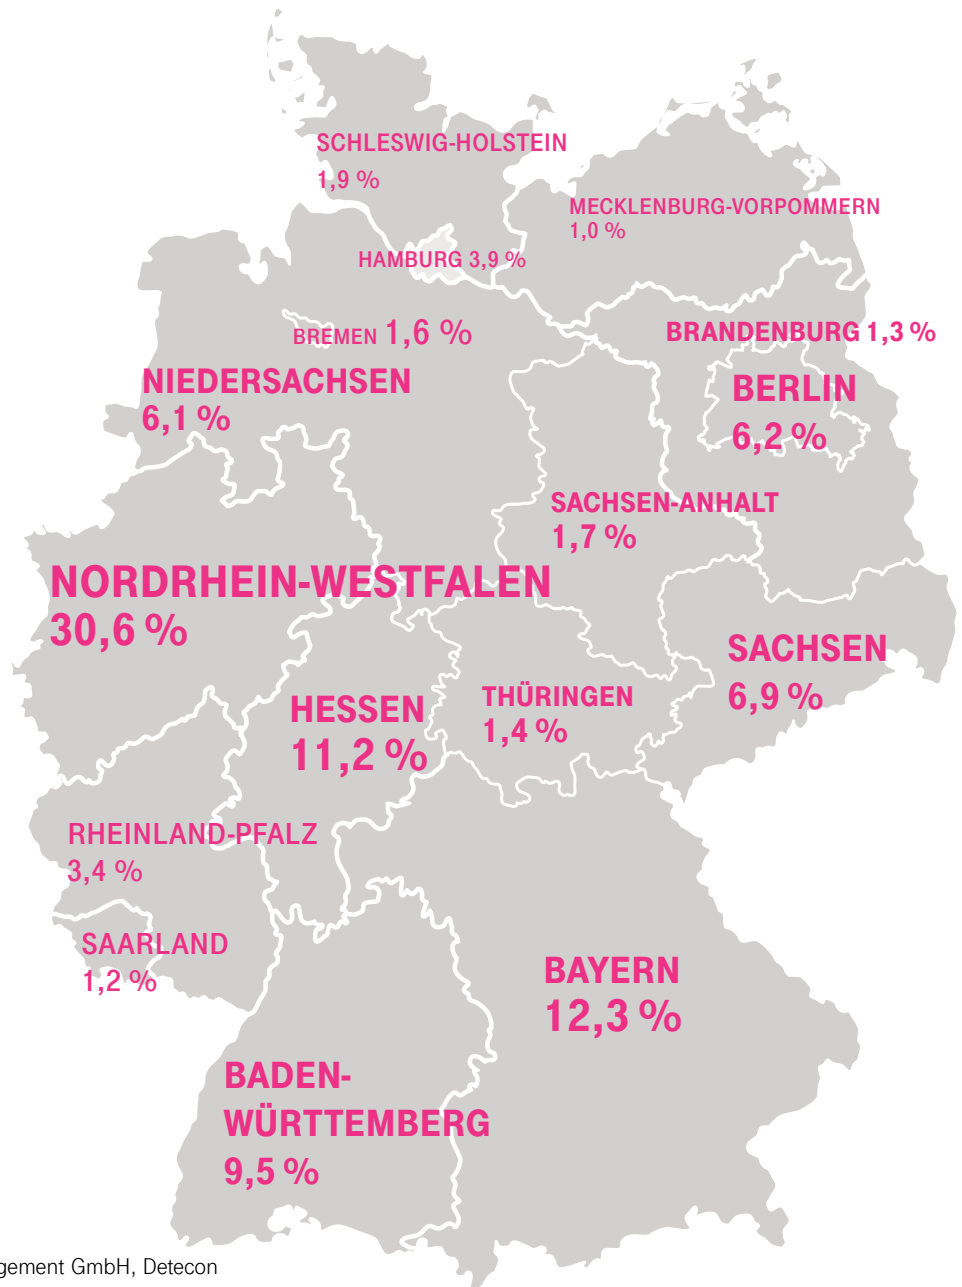 SCHLESWIG-HOLSTEIN
1,9 %
MECKLENBURG-VORPOMMERN
1,0 %
HAMBURG 3,9 %
BREMEN 1,6 %
BRANDENBURG 1,3 %
NIEDERSACHSEN
6,1 %
BERLIN
6,2 %
SACHSEN-ANHALT
1,7 %
NORDRHEIN-WESTFALEN
30,6 %
SACHSEN
6,9 %
HESSEN
11,2 %
THÜRINGEN
1,4 %
RHEINLAND-PFALZ
3,4 %
SAARLAND
1,2 %
BAYERN
12,3 %
BADEN-
WÜRTTEMBERG
9,5 %
gement GmbH, Detecon